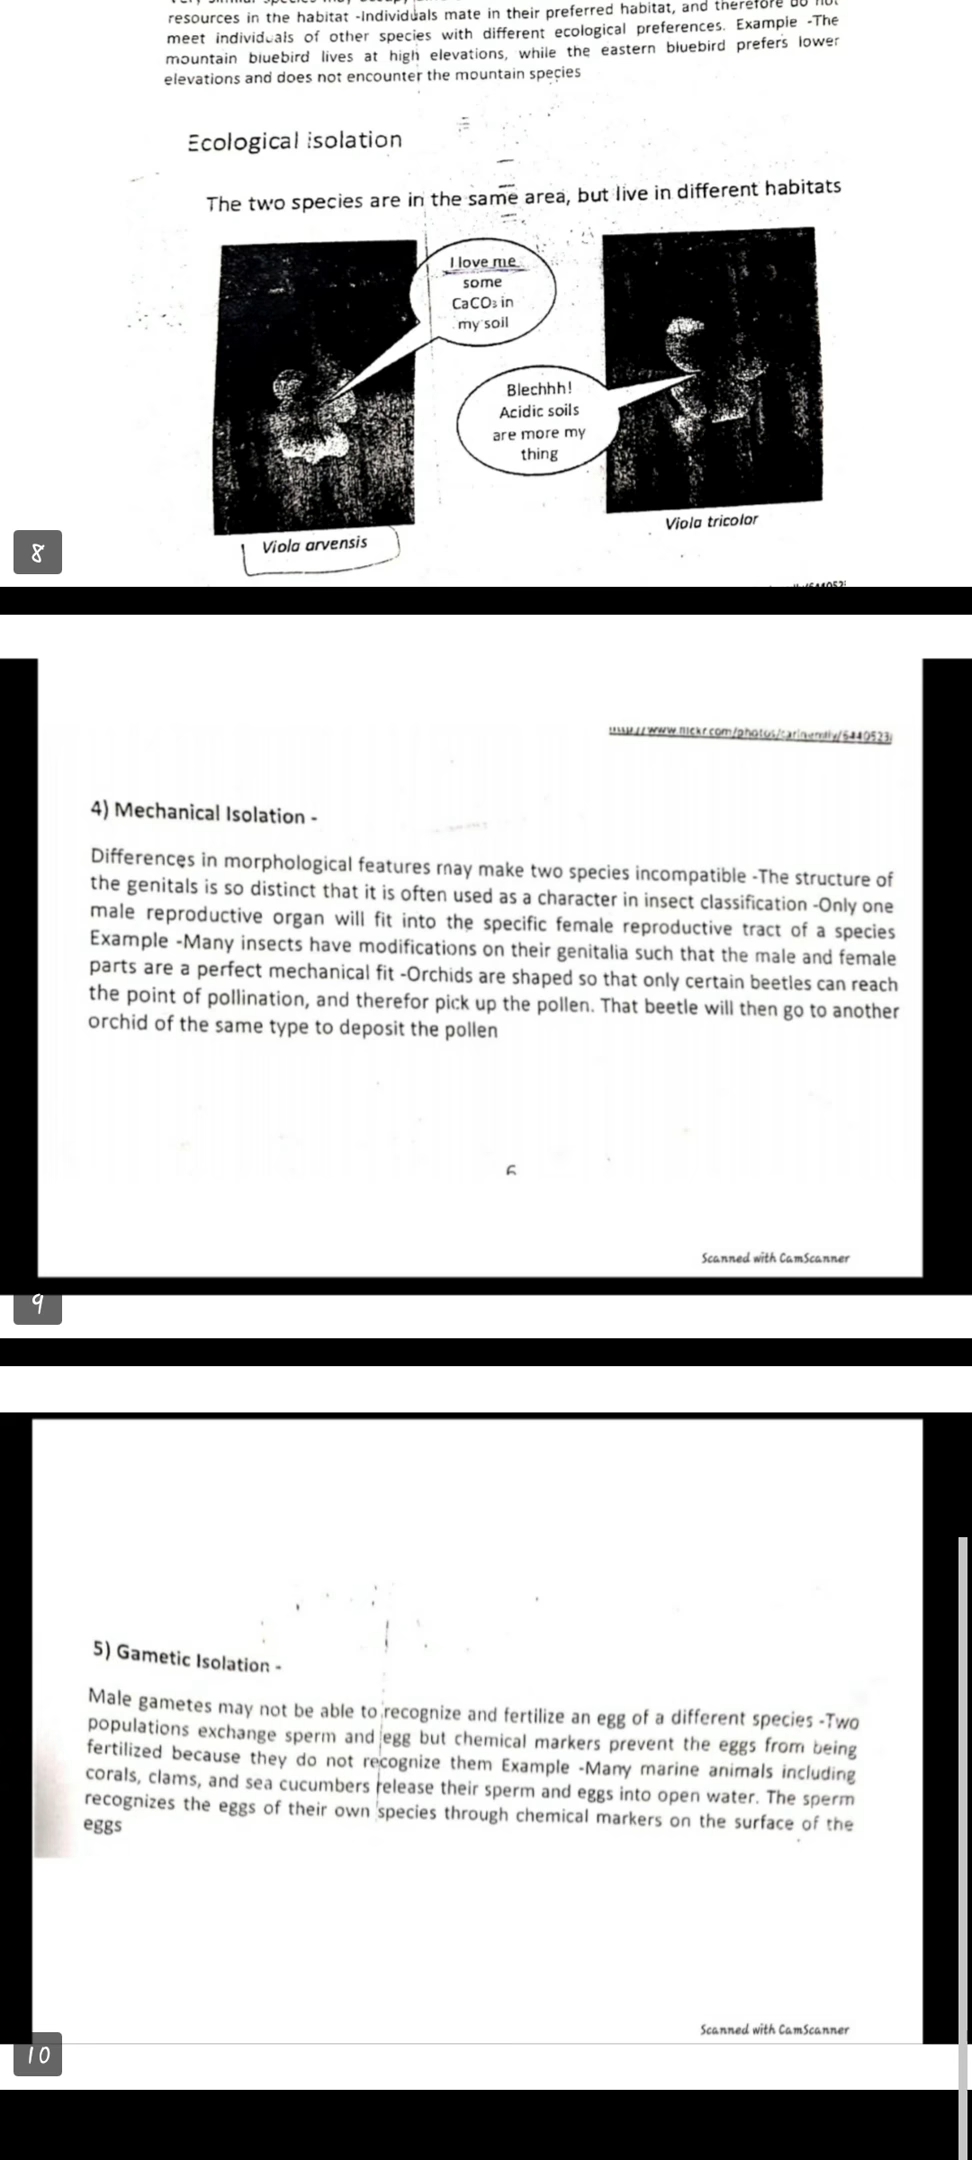 resources in the habitat -Individuals mate in their preferred habitat, and therefore do not
meet individuals of other species with different ecological preferences. Example -The
mountain bluebird lives at high elevations, while the eastern bluebird prefers lower
elevations and does not encounter the mountain species
Ecological isolation
The two species are in the same area, but live in different habitats
I love me
some
CaCO₃ in
my soil
Blechhh!
Acidic soils
are more my
thing
Viola arvensis
Viola tricolor
8
4) Mechanical Isolation -
Differences in morphological features may make two species incompatible -The structure of
the genitals is so distinct that it is often used as a character in insect classification -Only one
male reproductive organ will fit into the specific female reproductive tract of a species
Example -Many insects have modifications on their genitalia such that the male and female
parts are a perfect mechanical fit -Orchids are shaped so that only certain beetles can reach
the point of pollination, and therefor pick up the pollen. That beetle will then go to another
orchid of the same type to deposit the pollen
Scanned with CamScanner
9
5) Gametic Isolation -
Male gametes may not be able to recognize and fertilize an egg of a different species -Two
populations exchange sperm and egg but chemical markers prevent the eggs from being
fertilized because they do not recognize them Example -Many marine animals including
corals, clams, and sea cucumbers release their sperm and eggs into open water. The sperm
recognizes the eggs of their own species through chemical markers on the surface of the
eggs
Scanned with CamScanner
10